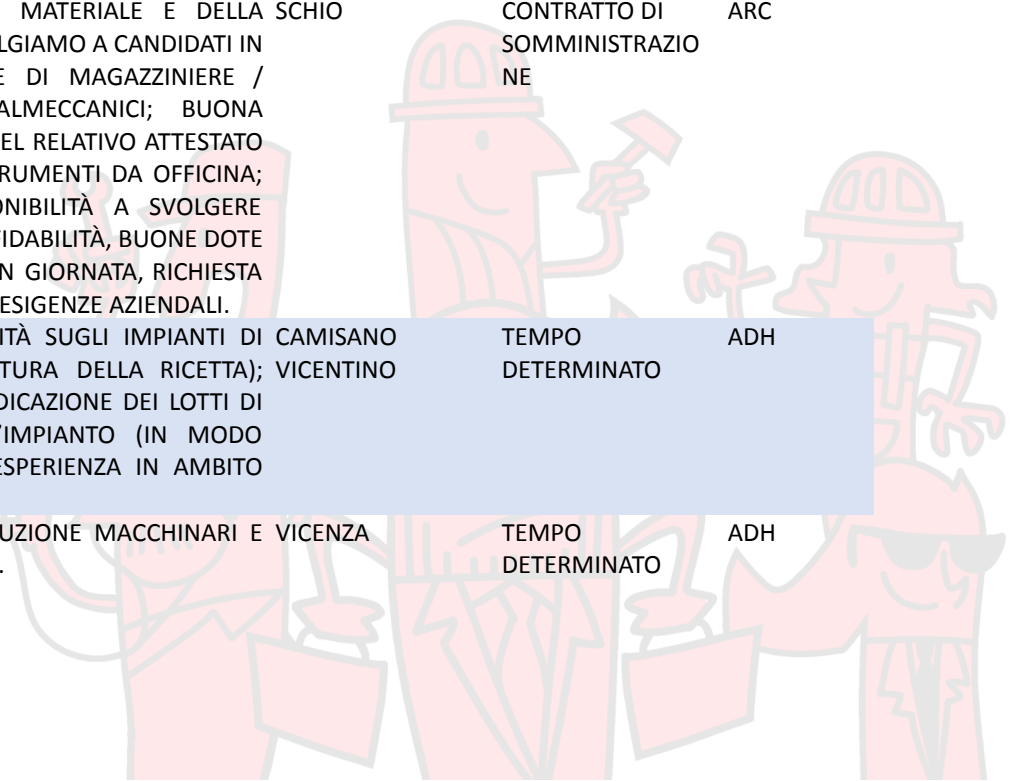 MATERIALE E DELLA SCHIO CONTRATTO DI ARC
LGIAMO A CANDIDATI IN SOMMINISTRAZIO
E DI MAGAZZINIERE / NE
ALMECCANICI; BUONA
EL RELATIVO ATTESTATO
RUMENTI DA OFFICINA;
ONIBILITÀ A SVOLGERE
FIDABILITÀ, BUONE DOTE
N GIORNATA, RICHIESTA
ESIGENZE AZIENDALI.
ITÀ SUGLI IMPIANTI DI CAMISANO TEMPO ADH
TURA DELLA RICETTA); VICENTINO DETERMINATO
DICAZIONE DEI LOTTI DI
'IMPIANTO (IN MODO
ESPERIENZA IN AMBITO
UZIONE MACCHINARI E VICENZA TEMPO ADH
. DETERMINATO